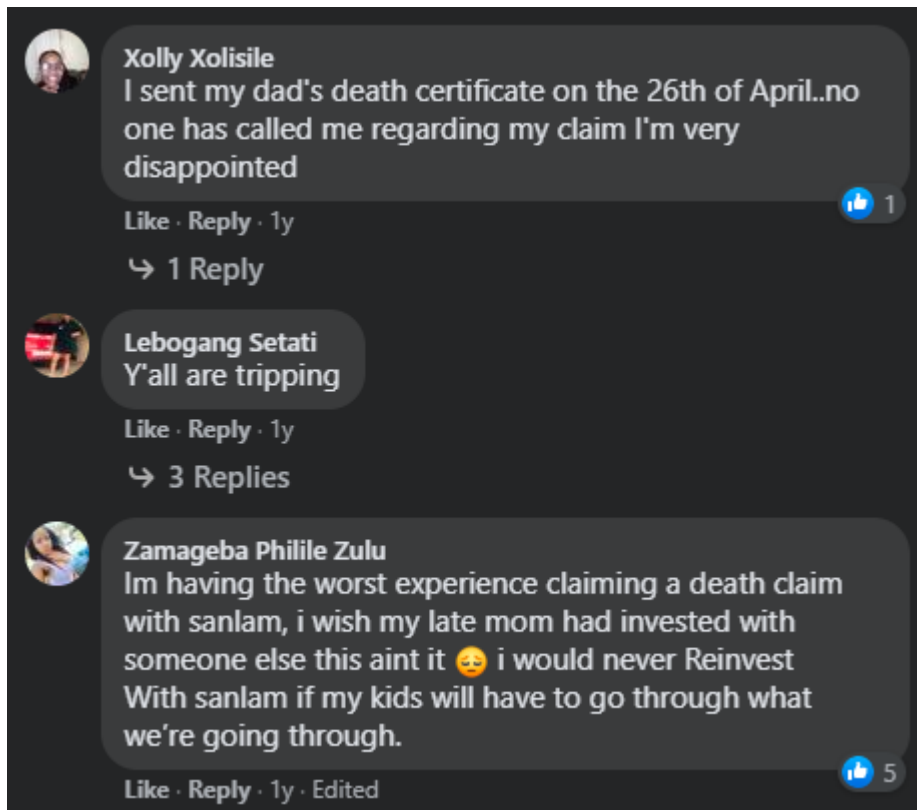 Xolly Xolisile
I sent my dad's death certificate on the 26th of April..no
one has called me regarding my claim I'm very
disappointed
1
Like · Reply · 1y
1 Reply
Lebogang Setati
Y'all are tripping
Like · Reply · 1y
3 Replies
Zamageba Philile Zulu
Im having the worst experience claiming a death claim
with sanlam, i wish my late mom had invested with
someone else this aint it 😔 i would never Reinvest
With sanlam if my kids will have to go through what
we're going through.
5
Like · Reply · 1y · Edited